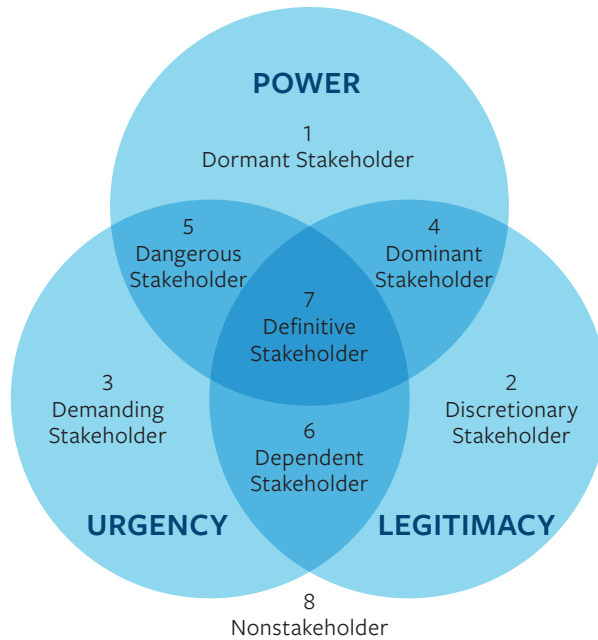 POWER
1
Dormant Stakeholder
5
Dangerous
Stakeholder
4
Dominant
Stakeholder
7
Definitive
Stakeholder
3
Demanding
Stakeholder
2
Discretionary
Stakeholder
6
Dependent
Stakeholder
URGENCY
LEGITIMACY
8
Nonstakeholder